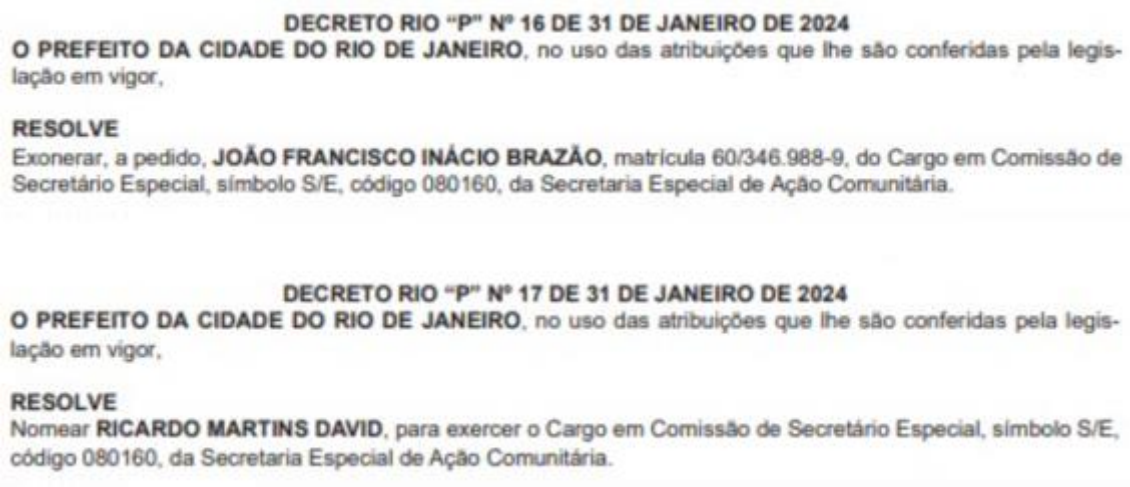 DECRETO RIO “P” Nº 16 DE 31 DE JANEIRO DE 2024
O PREFEITO DA CIDADE DO RIO DE JANEIRO, no uso das atribuições que lhe são conferidas pela legis-
lação em vigor,
RESOLVE
Exonerar, a pedido, JOÃO FRANCISCO INÁCIO BRAZÃO, matrícula 60/346.988-9, do Cargo em Comissão de
Secretário Especial, símbolo S/E, código 080160, da Secretaria Especial de Ação Comunitária.
DECRETO RIO “P” Nº 17 DE 31 DE JANEIRO DE 2024
O PREFEITO DA CIDADE DO RIO DE JANEIRO, no uso das atribuições que lhe são conferidas pela legis-
lação em vigor,
RESOLVE
Nomear RICARDO MARTINS DAVID, para exercer o Cargo em Comissão de Secretário Especial, símbolo S/E,
código 080160, da Secretaria Especial de Ação Comunitária.